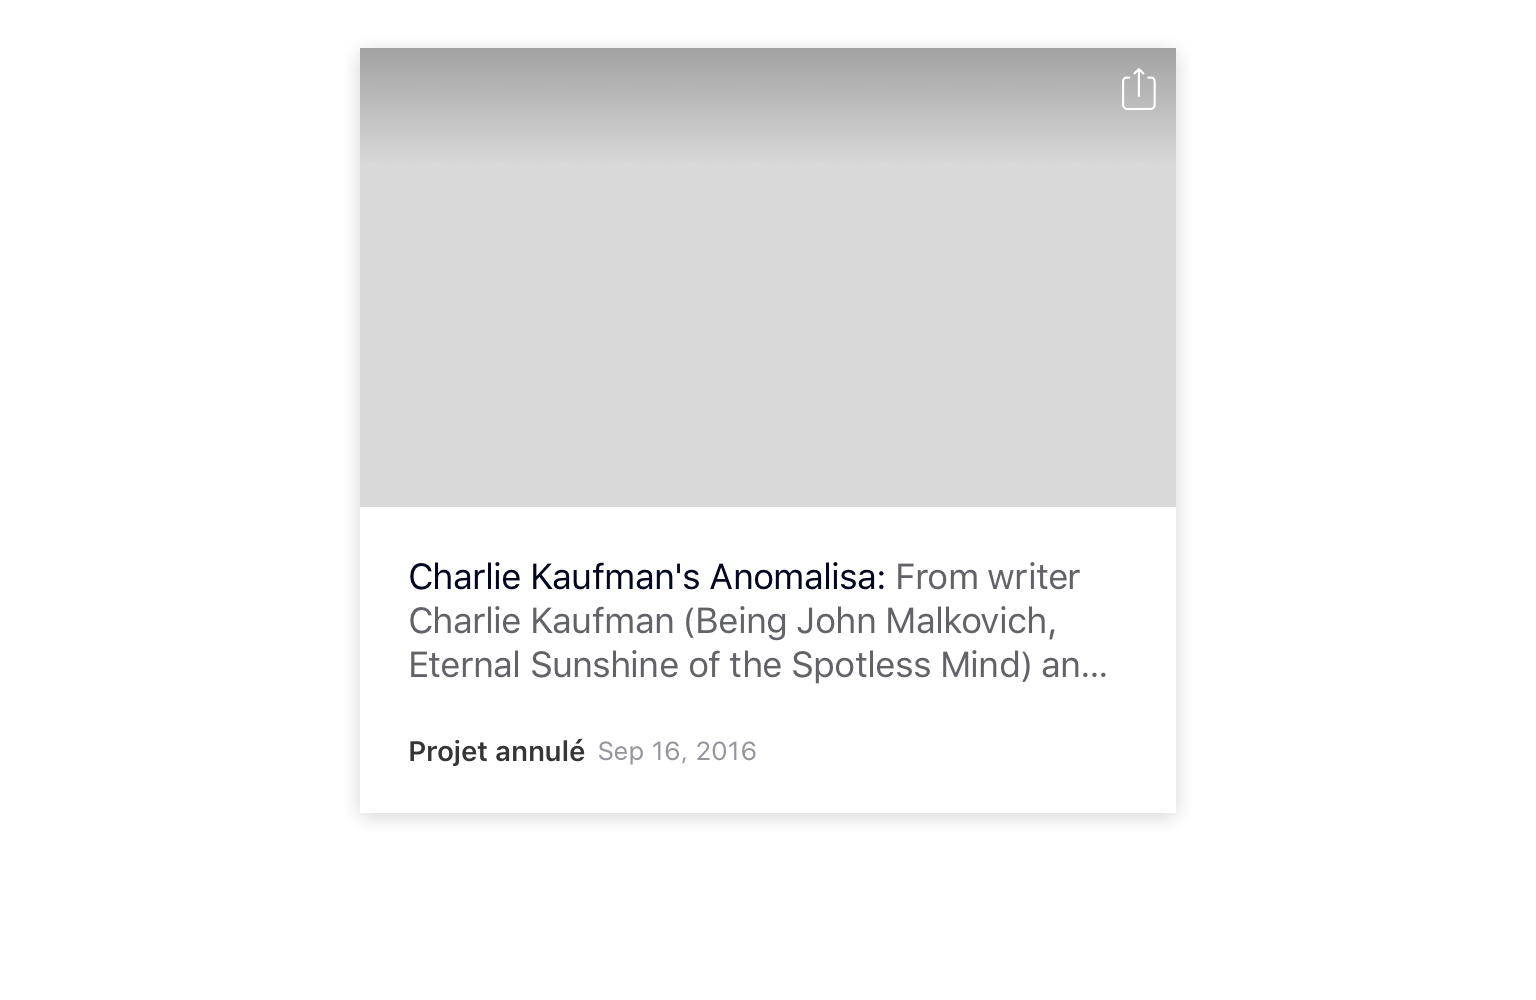 Charlie Kaufman's Anomalisa: From writer
Charlie Kaufman (Being John Malkovich,
Eternal Sunshine of the Spotless Mind) an...
Projet annulé Sep 16, 2016